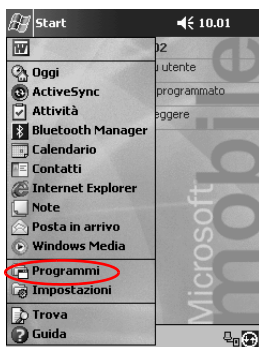 Start 10.01
02
Oggi
utente
ActiveSync
programmato
Attività
eggere
Bluetooth Manager
Calendario
Contatti
Internet Explorer
Note
Posta in arrivo
Windows Media
Programmi
Impostazioni
Trova
Guida
Microsoft
mobile